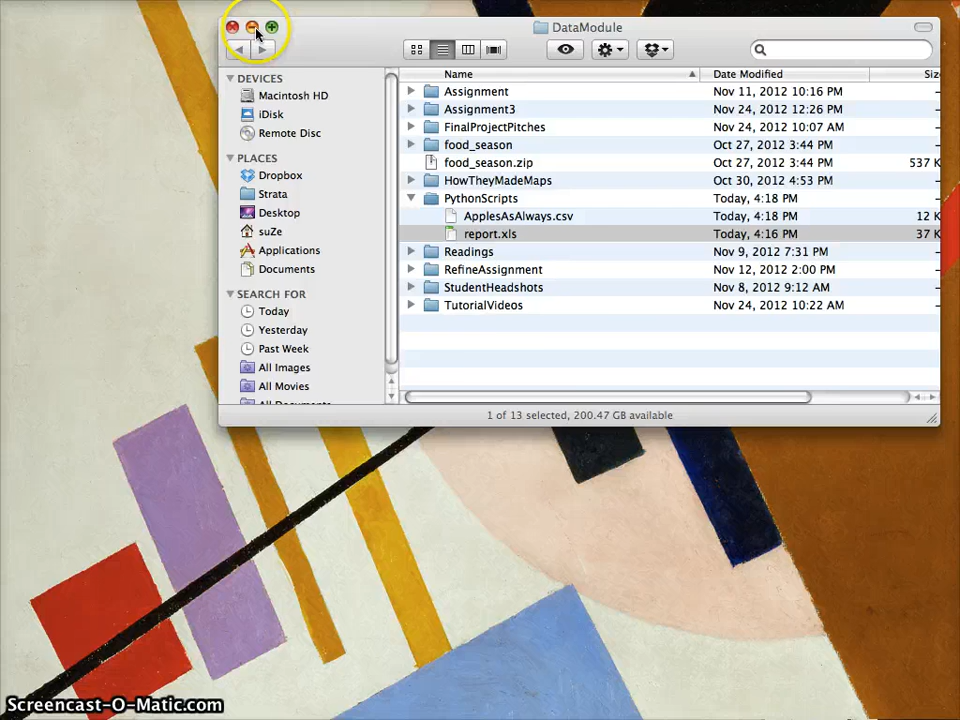 DataModule
Name Date Modified Siz
DEVICES
Macintosh HD
iDisk
Remote Disc
PLACES
Dropbox
Strata
Desktop
suZe
Applications
Documents
SEARCH FOR
Today
Yesterday
Past Week
All Images
All Movies
Assignment Nov 11, 2012 10:16 PM –
Assignment3 Nov 24, 2012 12:26 PM –
FinalProjectPitches Nov 24, 2012 10:07 AM –
food_season Oct 27, 2012 3:44 PM –
food_season.zip Oct 27, 2012 3:44 PM 537 K
HowTheyMadeMaps Oct 30, 2012 4:53 PM –
PythonScripts Today, 4:18 PM –
ApplesAsAlways.csv Today, 4:18 PM 12 K
report.xls Today, 4:16 PM 37 K
Readings Nov 9, 2012 7:31 PM –
RefineAssignment Nov 12, 2012 2:00 PM –
StudentHeadshots Nov 8, 2012 9:12 AM –
TutorialVideos Nov 24, 2012 10:22 AM –
1 of 13 selected, 200.47 GB available
Screencast-O-Matic.com